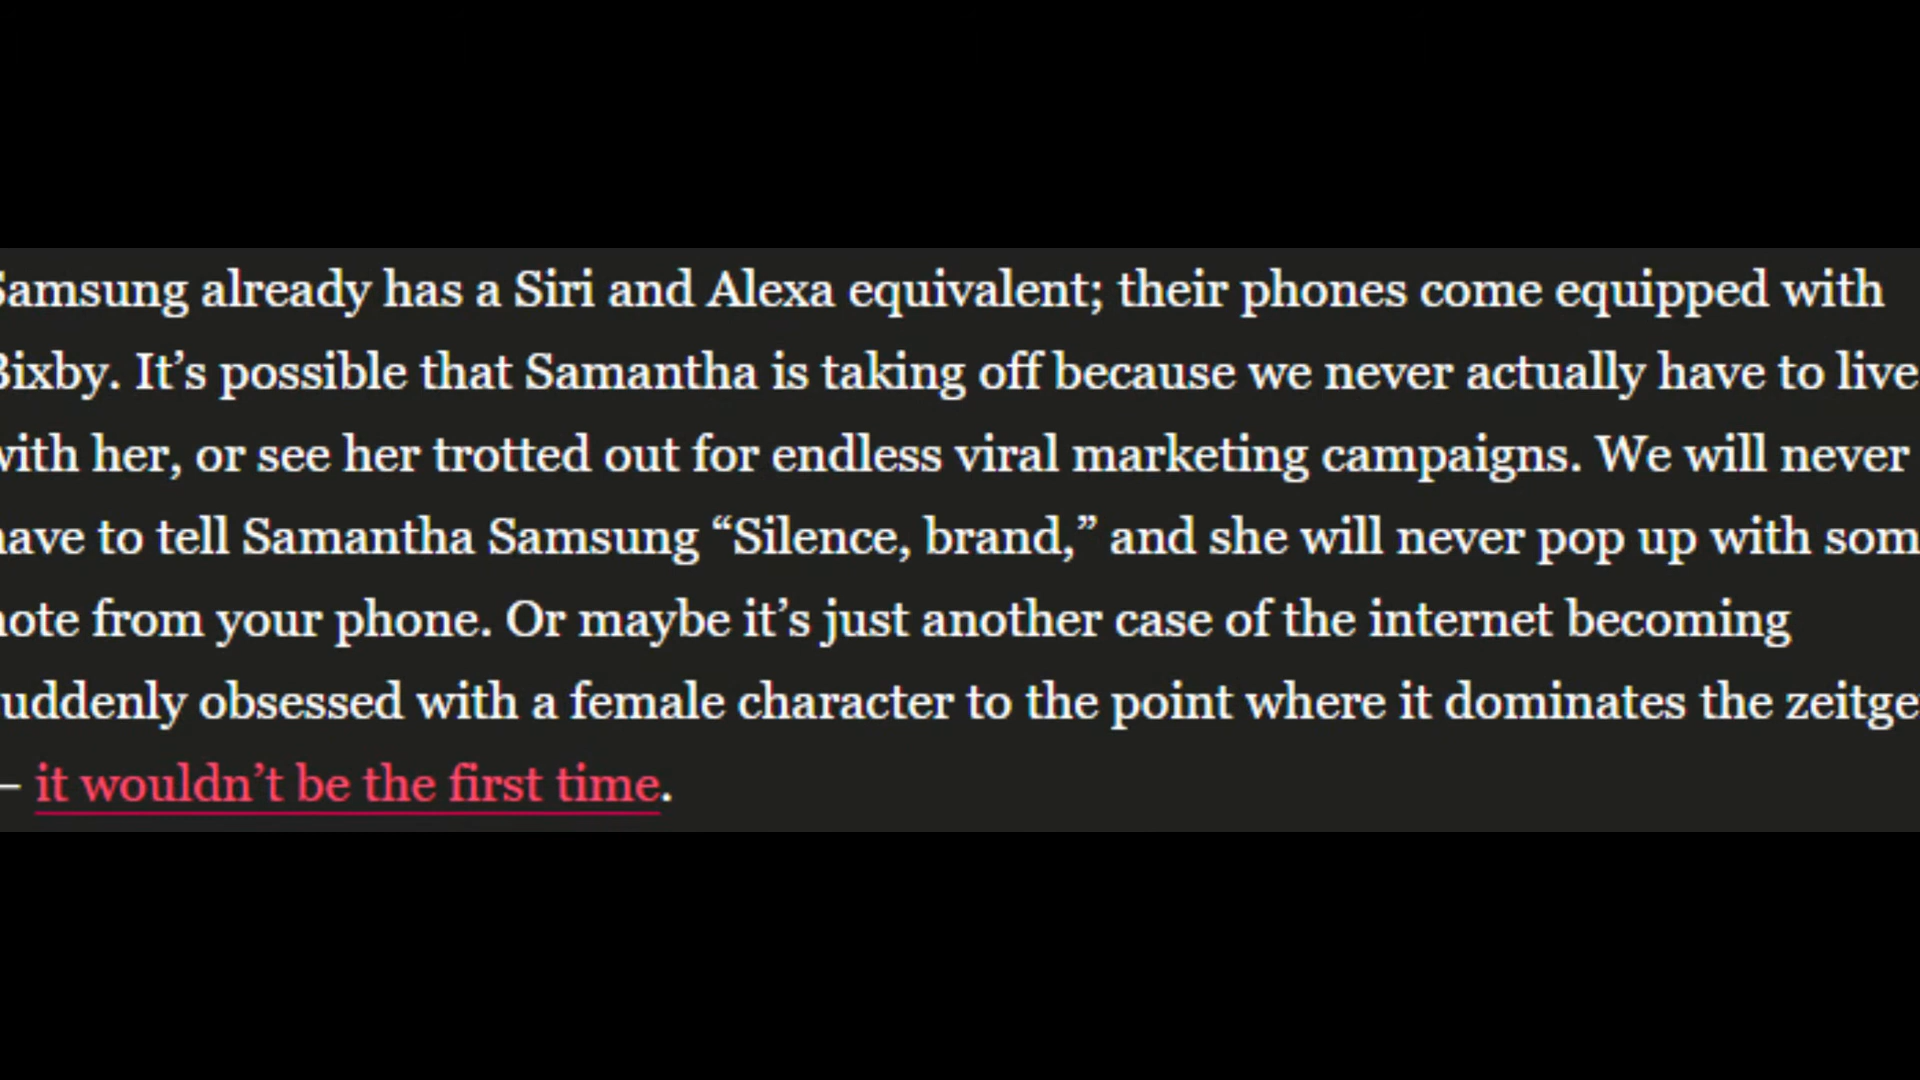 Samsung already has a Siri and Alexa equivalent; their phones come equipped with
Bixby. It’s possible that Samantha is taking off because we never actually have to live
with her, or see her trotted out for endless viral marketing campaigns. We will never
have to tell Samantha Samsung “Silence, brand,” and she will never pop up with som
note from your phone. Or maybe it’s just another case of the internet becoming
suddenly obsessed with a female character to the point where it dominates the zeitge
– it wouldn’t be the first time.